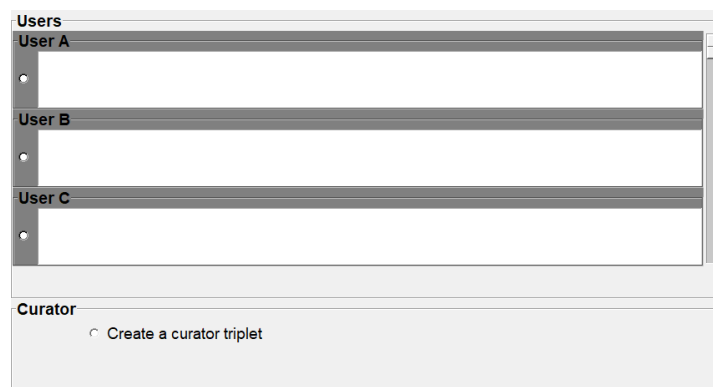 Users
User A
User B
User C
Curator
Create a curator triplet